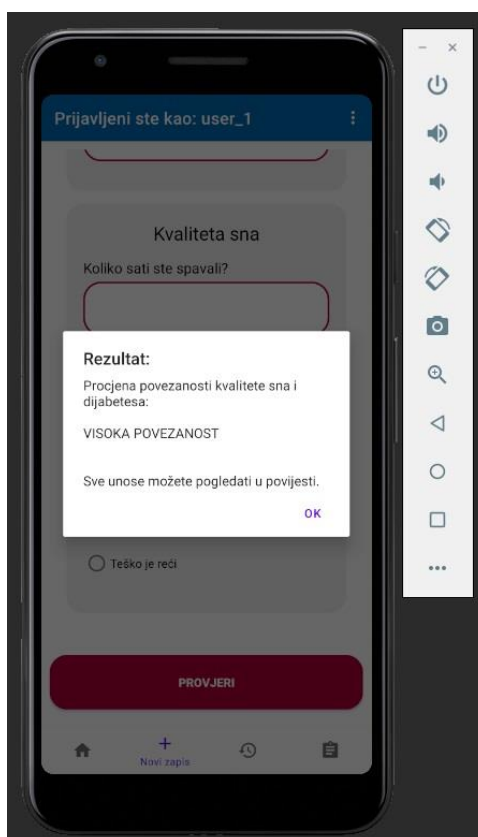 Prijavljeni ste kao: user_1
Kvaliteta sna
Koliko sati ste spavali?
Rezultat:
Procjena povezanosti kvalitete sna i
dijabetesa:
VISOKA POVEZANOST
Sve unose možete pogledati u povijesti.
OK
Teško je reći
PROVJERI
Novi zapis